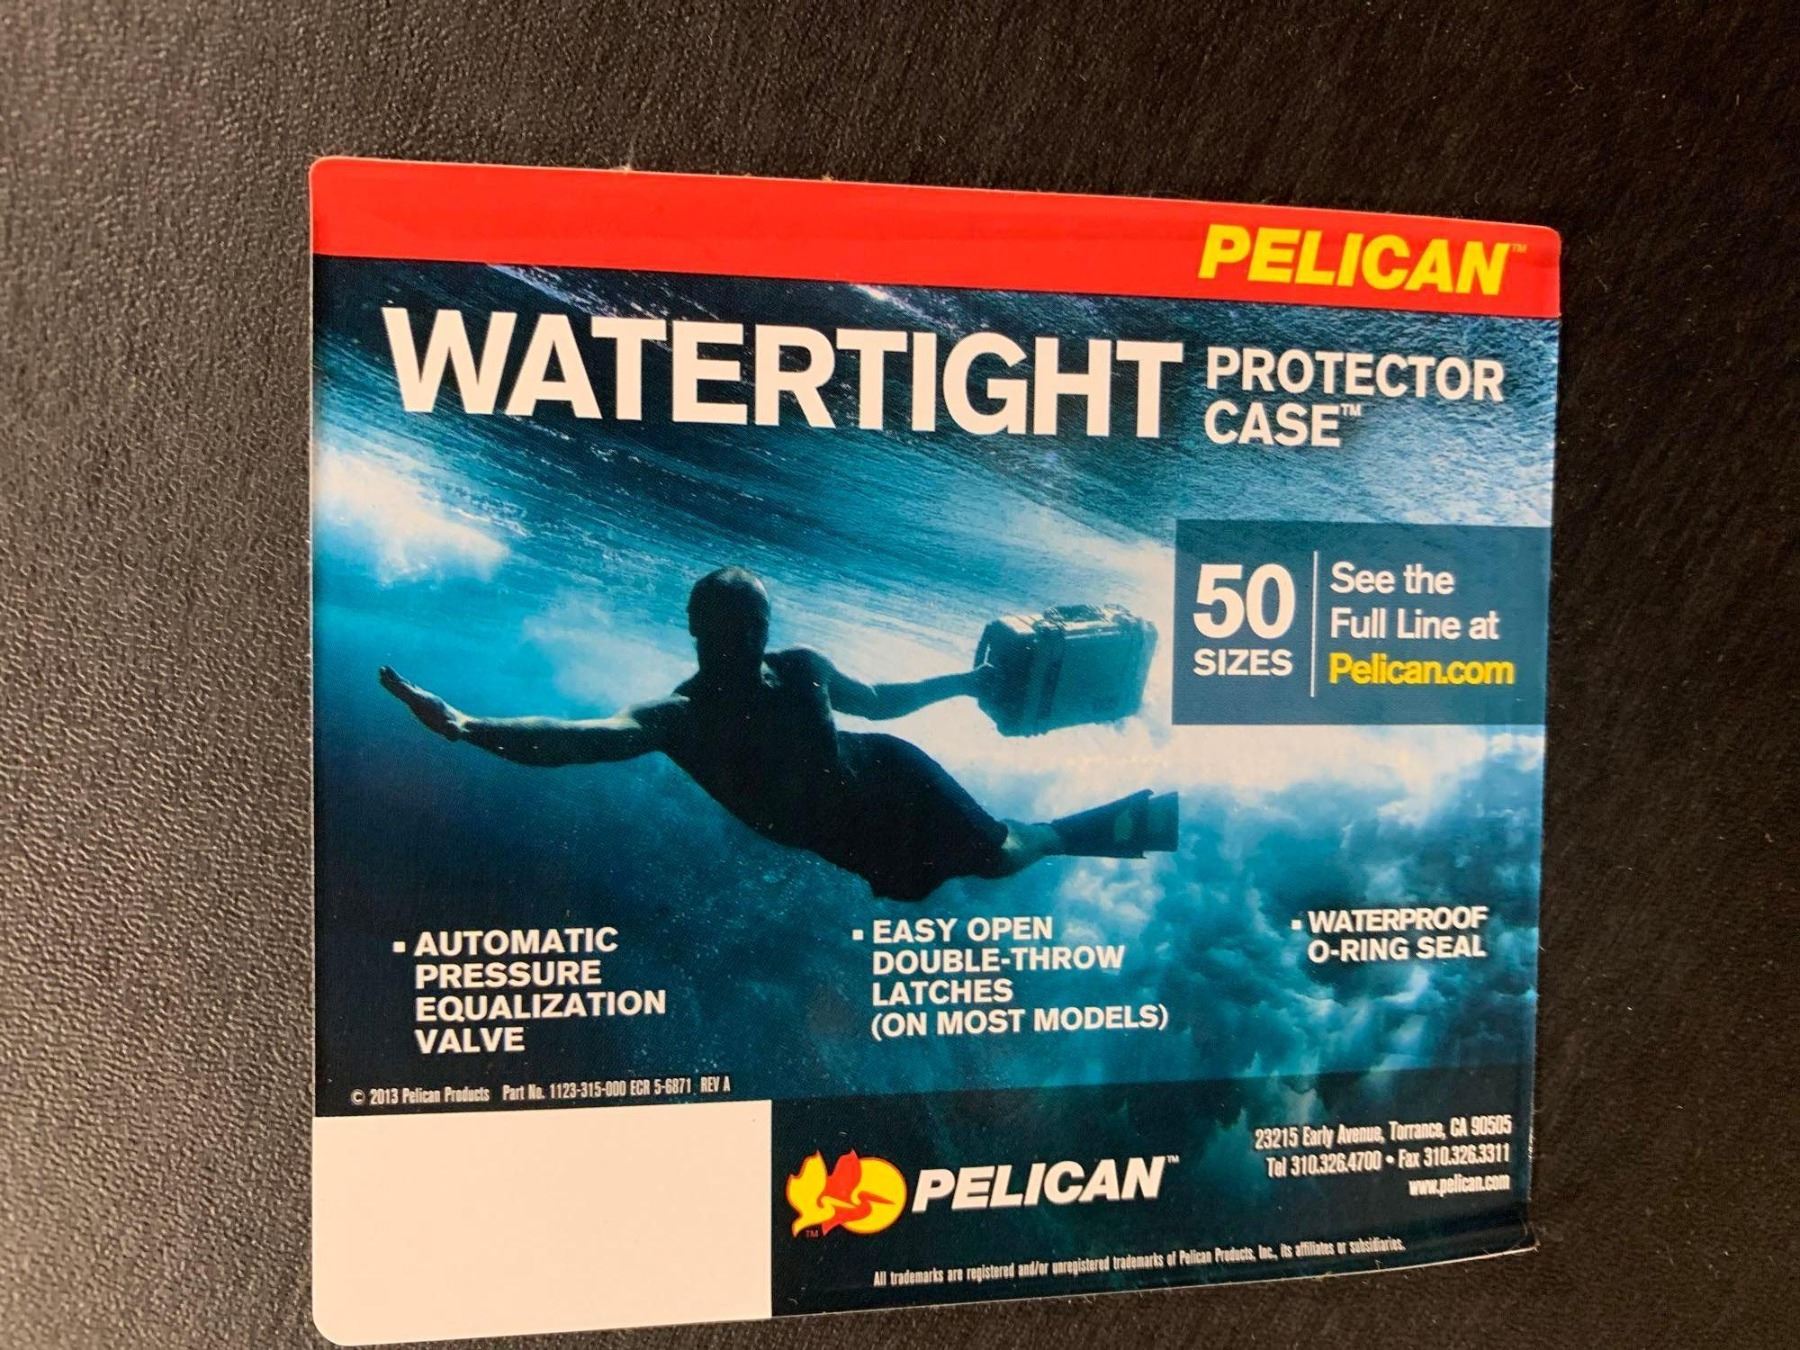 PELICAN™
WATERTIGHT PROTECTOR
CASE™
50
SIZES
See the
Full Line at
Pelican.com
▪ AUTOMATIC
PRESSURE
EQUALIZATION
VALVE
▪ EASY OPEN
DOUBLE-THROW
LATCHES
(ON MOST MODELS)
▪ WATERPROOF
O-RING SEAL
© 2013 Pelican Products Part No. 1123-315-000 ECR 5-6871 REV A
TM
PELICAN™
23215 Early Avenue, Torrance, CA 90505
Tel 310.326.4700 • Fax 310.326.3311
www.pelican.com
All trademarks are registered and/or unregistered trademarks of Pelican Products, Inc., its affiliates or subsidiaries.